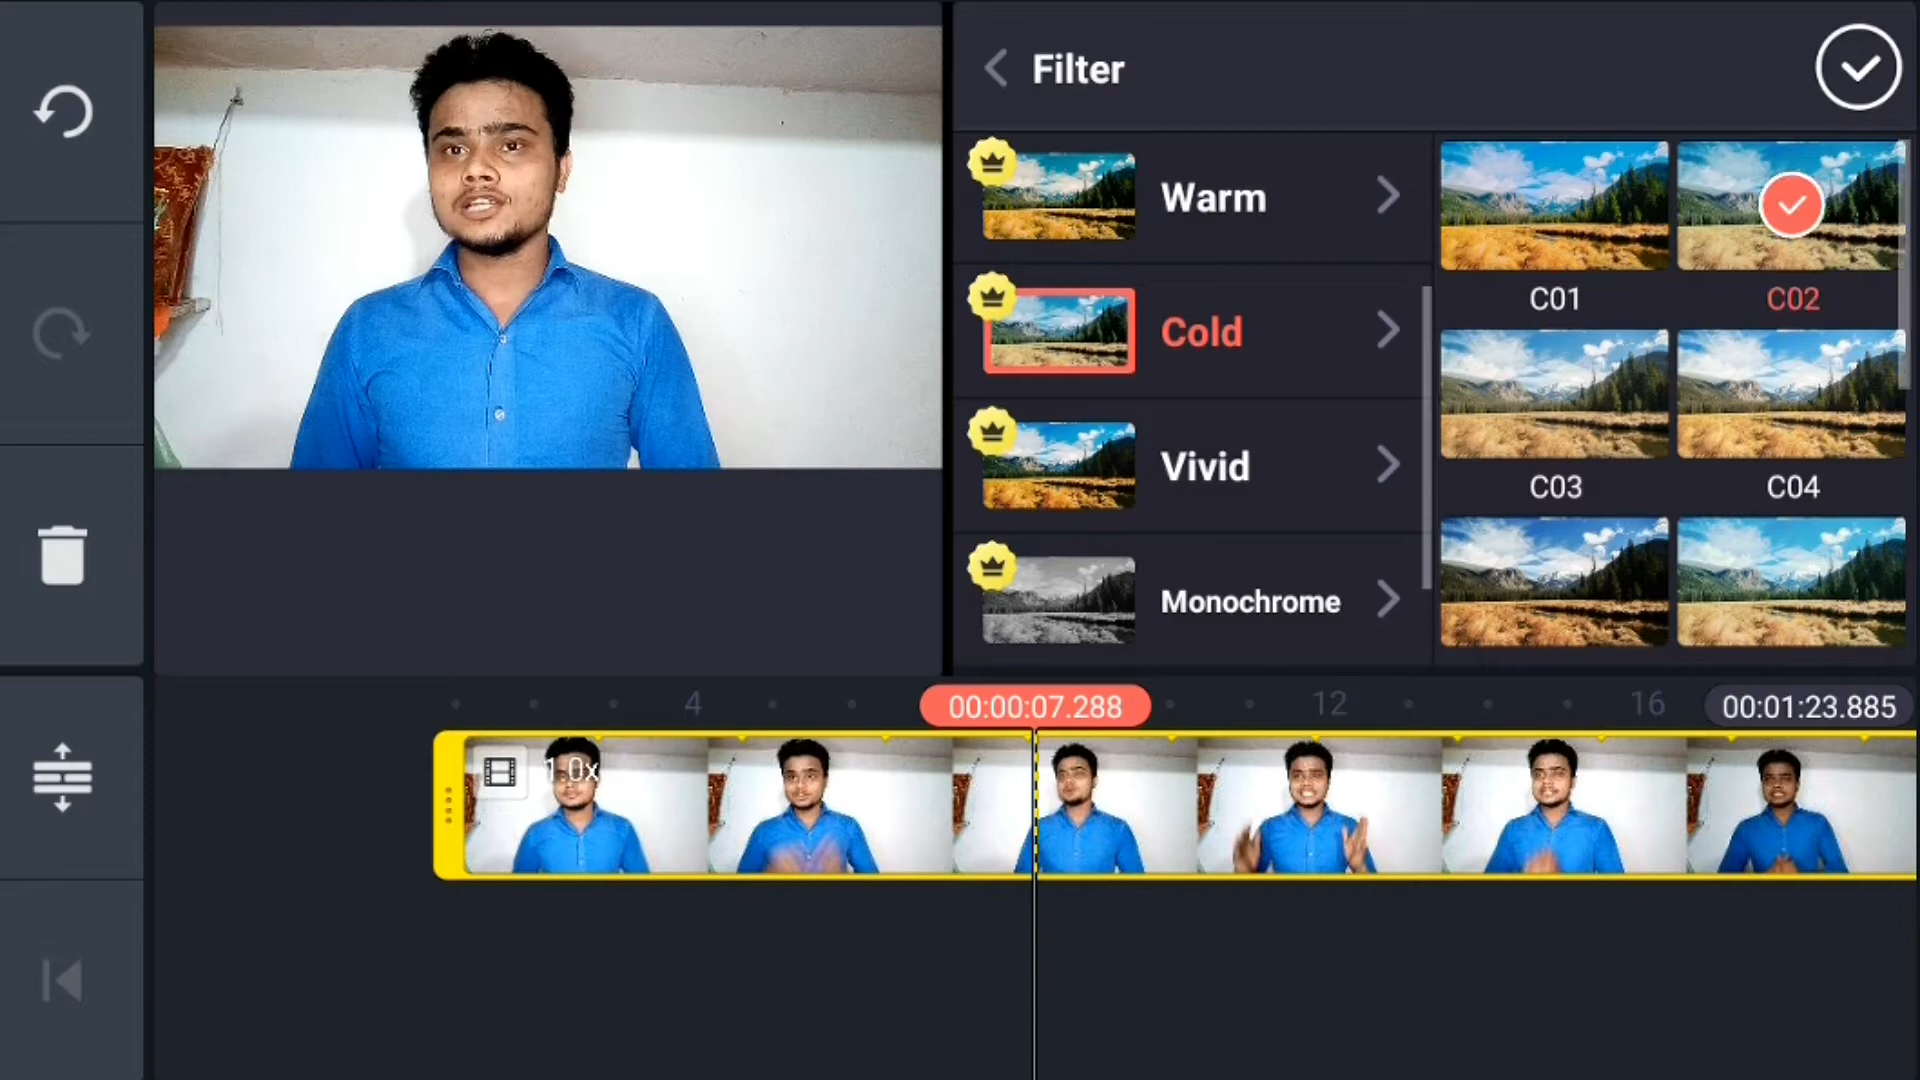 Filter
Warm
Cold
Vivid
Monochrome
C01
C02
C03
C04
4
00:00:07.288
12
16
00:01:23.885
1.0x